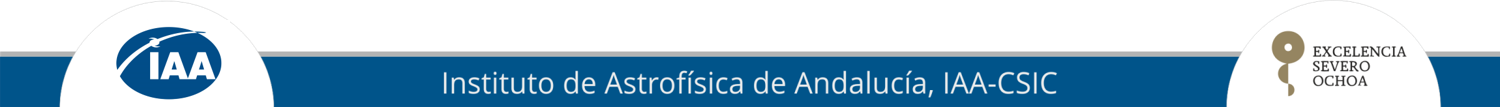 IAA
Instituto de Astrofísica de Andalucía, IAA-CSIC
EXCELENCIA
SEVERO
OCHOA